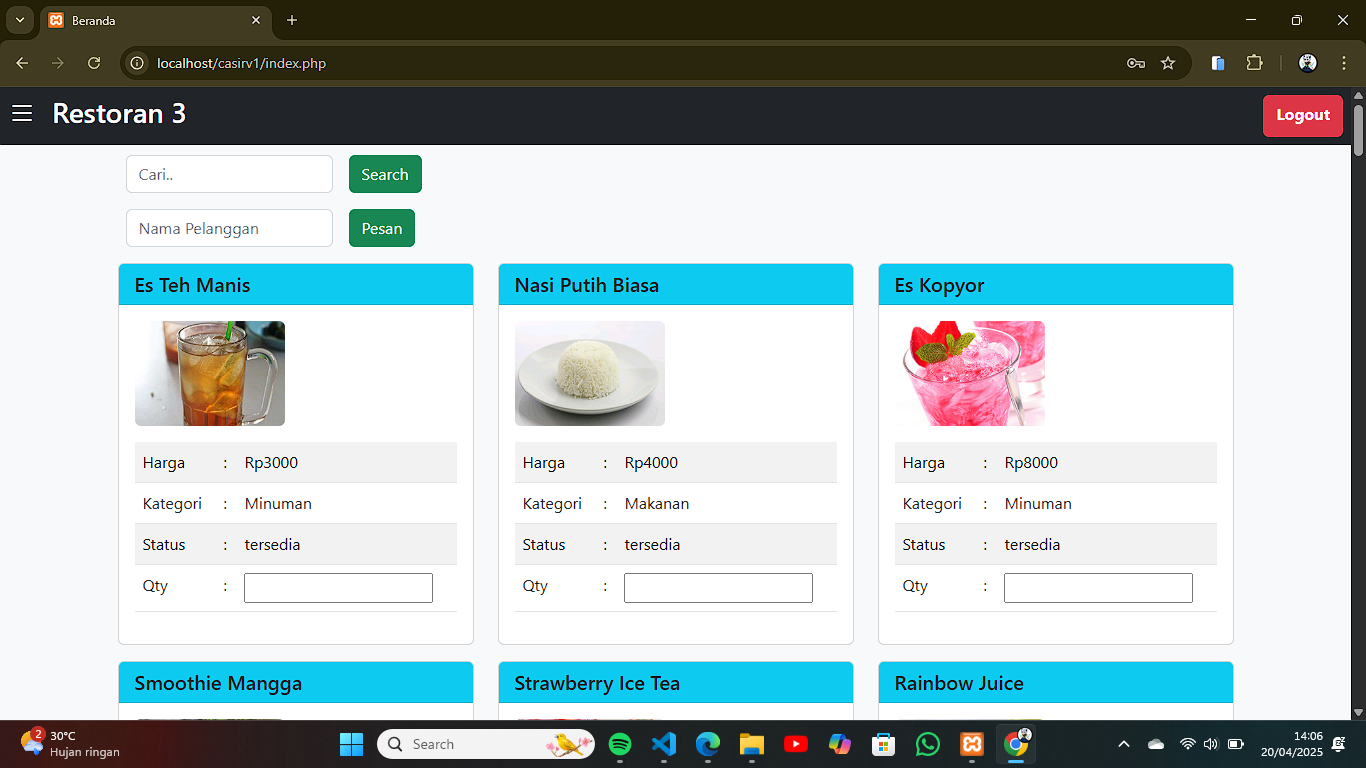 Beranda
localhost/casirv1/index.php
Restoran 3
Logout
Cari..
Search
Nama Pelanggan
Pesan
Es Teh Manis
Nasi Putih Biasa
Es Kopyor
Harga : Rp3000
Harga : Rp4000
Harga : Rp8000
Kategori : Minuman
Kategori : Makanan
Kategori : Minuman
Status : tersedia
Status : tersedia
Status : tersedia
Qty :
Qty :
Qty :
Smoothie Mangga
Strawberry Ice Tea
Rainbow Juice
2
30°C
Hujan ringan
Search
14:06
20/04/2025